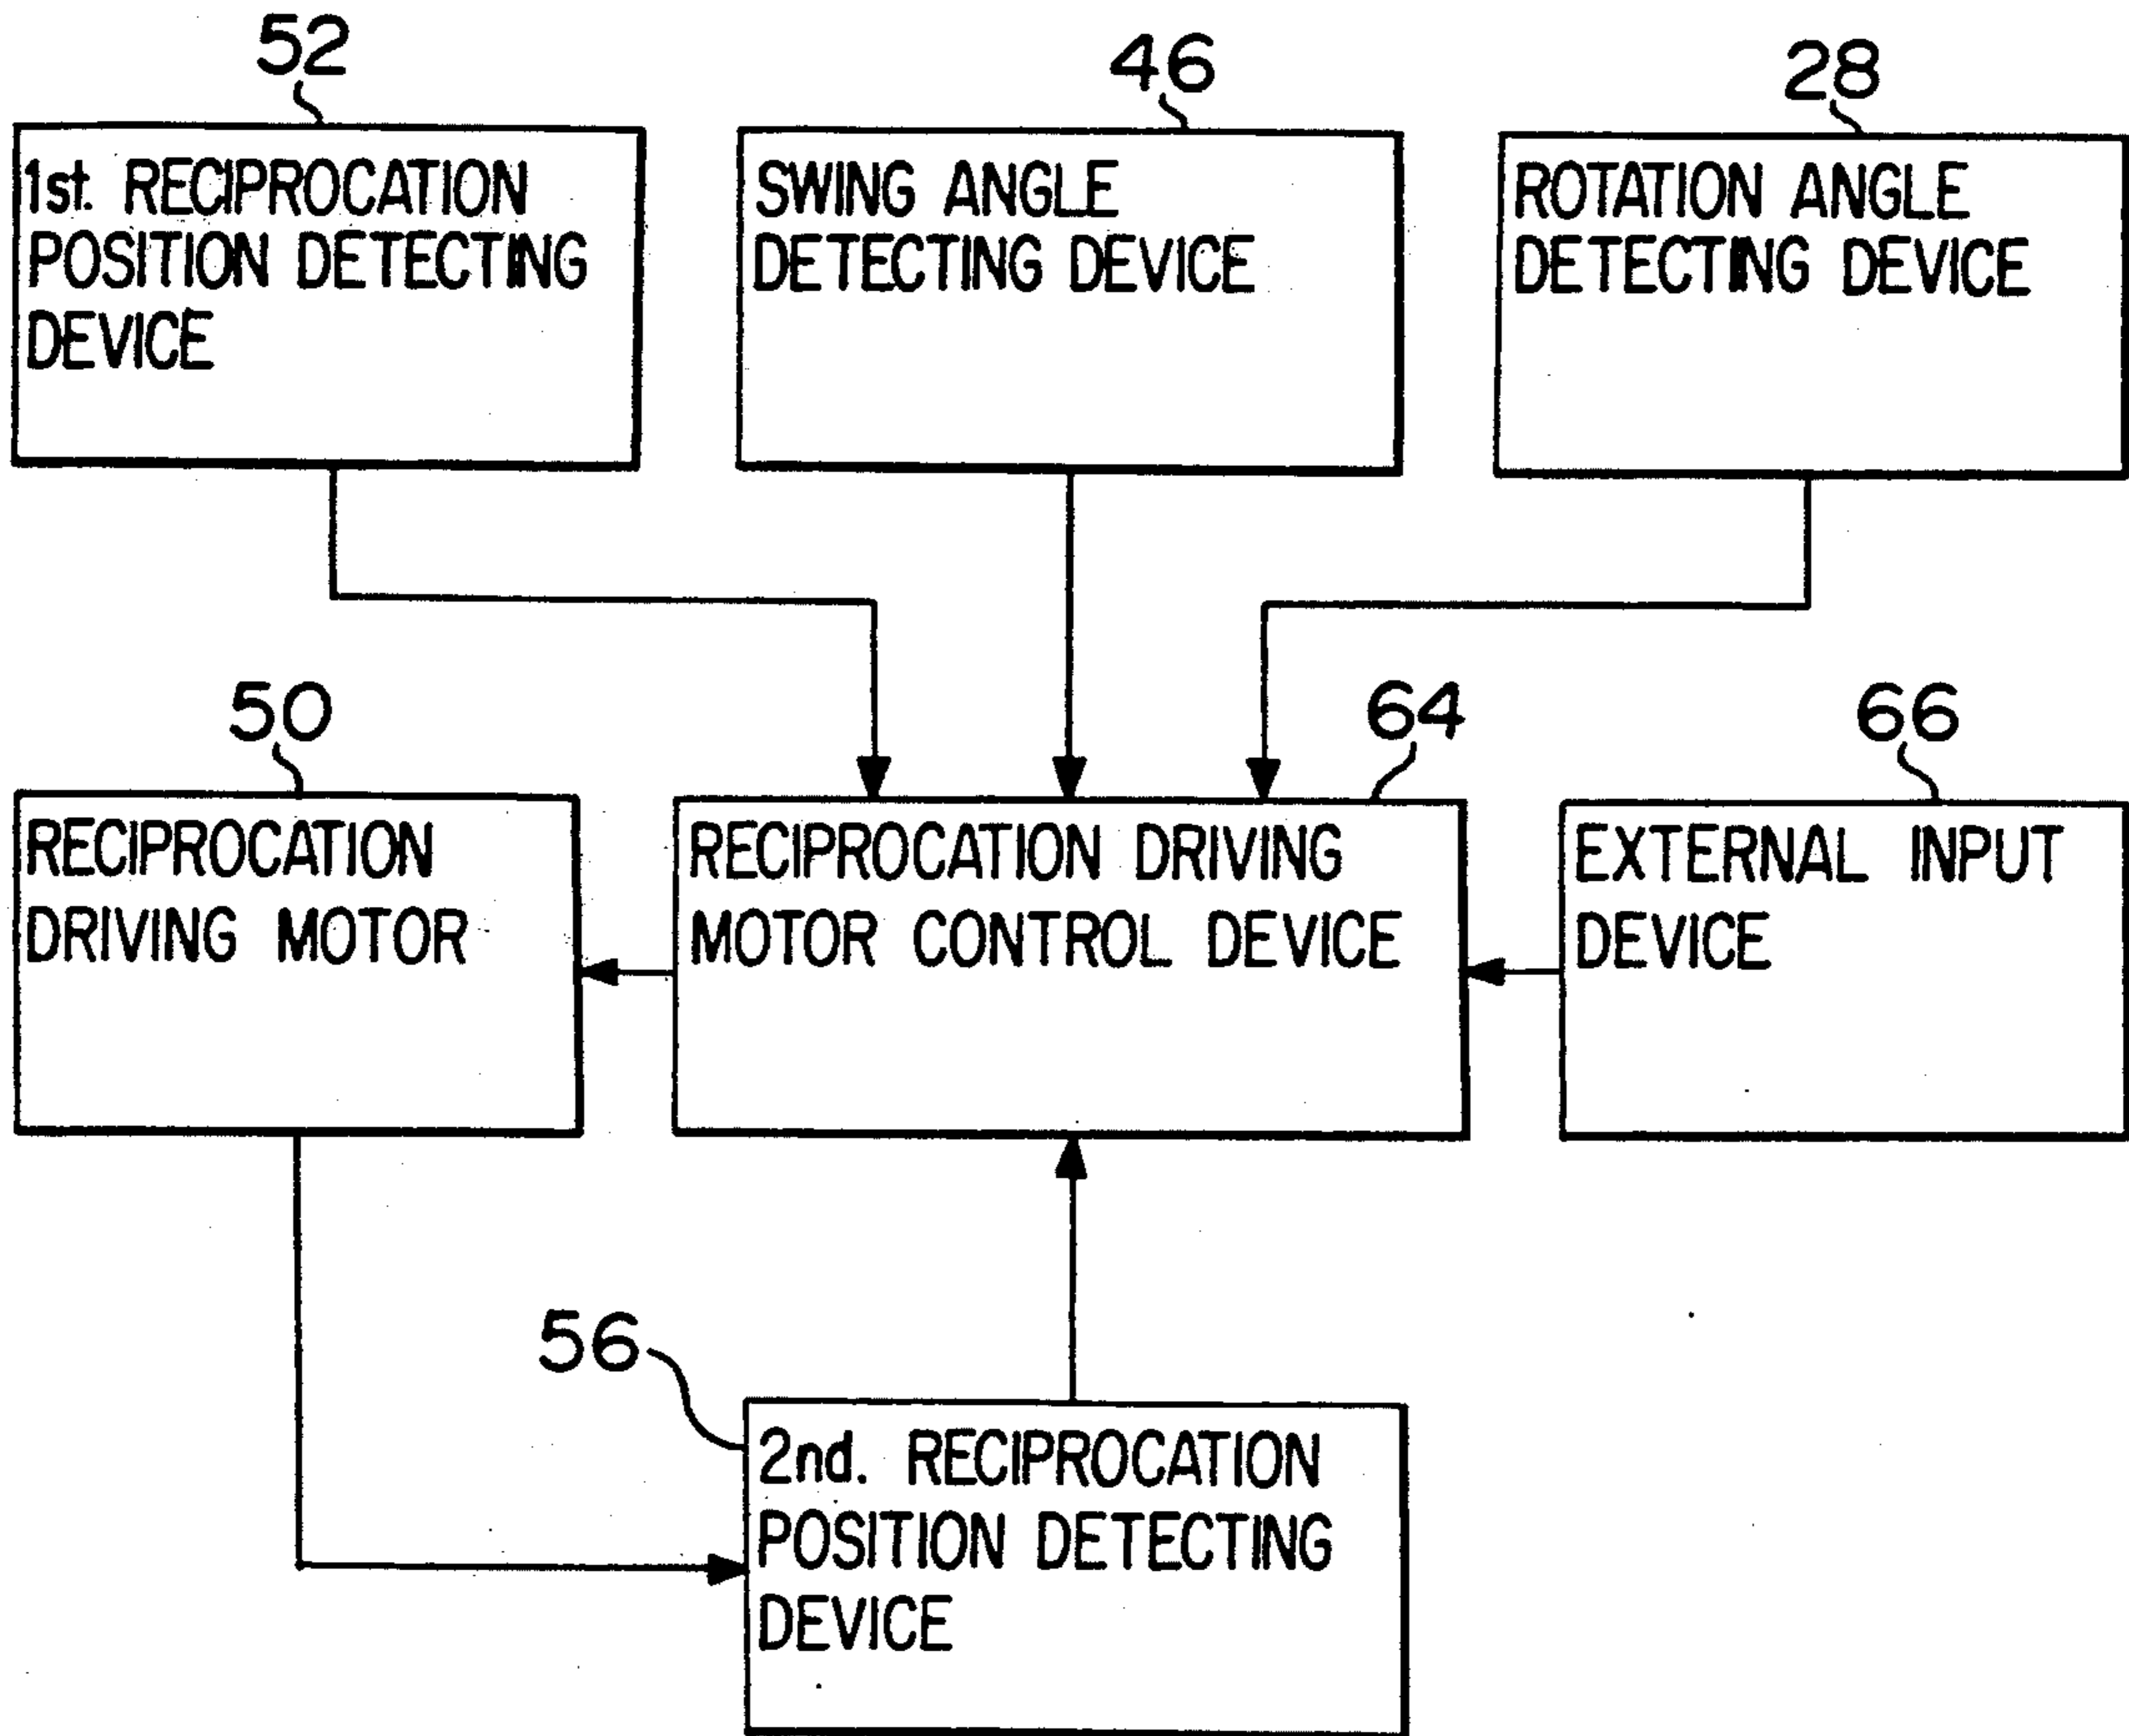 52
46
28
1st. RECIPROCATION
POSITION DETECTING
DEVICE
SWING ANGLE
DETECTING DEVICE
ROTATION ANGLE
DETECTING DEVICE
50
64
66
RECIPROCATION
DRIVING MOTOR
RECIPROCATION DRIVING
MOTOR CONTROL DEVICE
EXTERNAL INPUT
DEVICE
56
2nd. RECIPROCATION
POSITION DETECTING
DEVICE